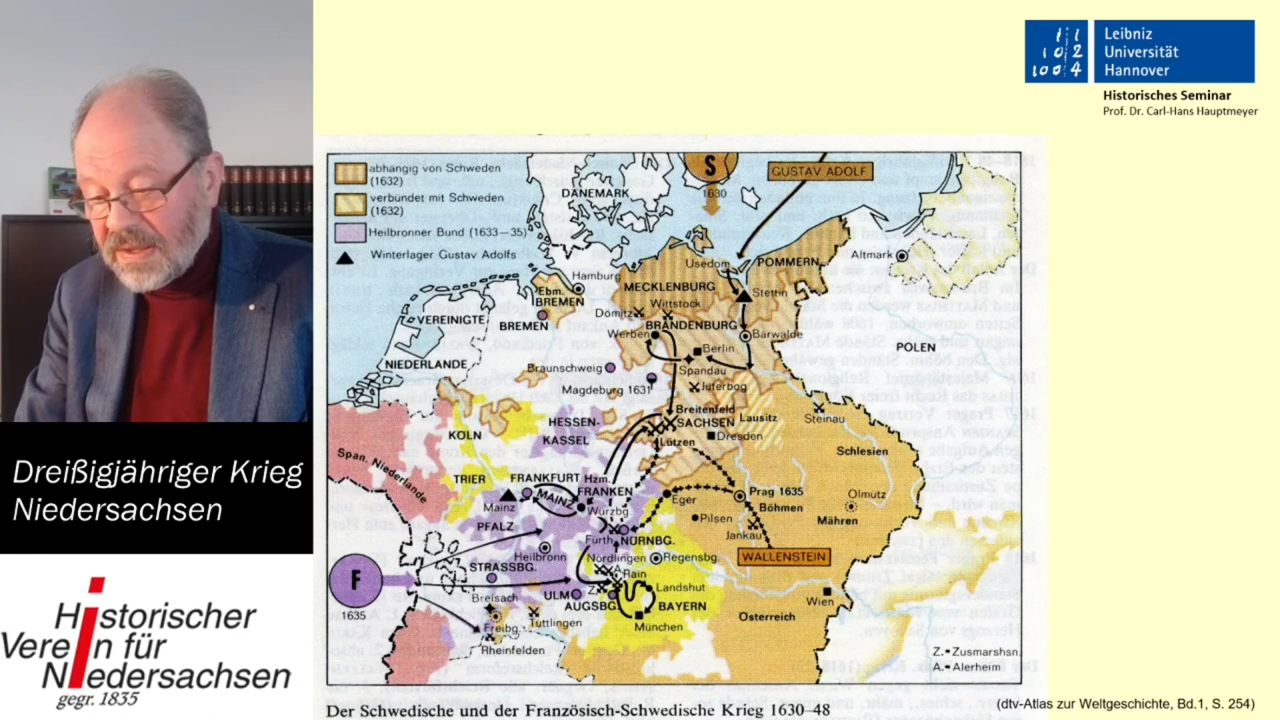 Leibniz
Universität
Hannover
Historisches Seminar
Prof. Dr. Carl-Hans Hauptmeyer
abhängig von Schweden
(1632)
verbündet mit Schweden
(1632)
Heilbronner Bund (1633—35)
Winterlager Gustav Adolfs
S
1630
GUSTAV ADOLF
DÄNEMARK
Altmark
Usedom
POMMERN
Hamburg
MECKLENBURG
Stettin
Ebm.
BREMEN
Wittstock
Dömitz
VEREINIGTE
BREMEN
BRANDENBURG
Werben
Bärwalde
Berlin
POLEN
NIEDERLANDE
Braunschweig
Spandau
Magdeburg 1631
Jüterbog
Breitenfeld
Lausitz
Steinau
HESSEN-
KASSEL
SACHSEN
KÖLN
Dresden
Lützen
Schlesien
Span. Niederlande
TRIER
FRANKFURT
Hzm.
FRANKEN
MAINZ
Mainz
Würzbg.
Eger
Prag 1635
Böhmen
Olmütz
Mähren
Pilsen
PFALZ
Jankau
Fürth
NÜRNBG.
Heilbronn
Nördlingen
Regensbg.
WALLENSTEIN
STRASSBG.
A.
Rain
F
Z.
Landshut
1635
Breisach
ULM
AUGSBG.
BAYERN
Wien
Freibg.
Tuttlingen
München
Österreich
Rheinfelden
Z.=Zusmarshsn.
A.=Alerheim
Der Schwedische und der Französisch-Schwedische Krieg 1630–48
(dtv-Atlas zur Weltgeschichte, Bd.1, S. 254)
Dreißigjähriger Krieg
Niedersachsen
Historischer
Verein für
Niedersachsen
gegr. 1835